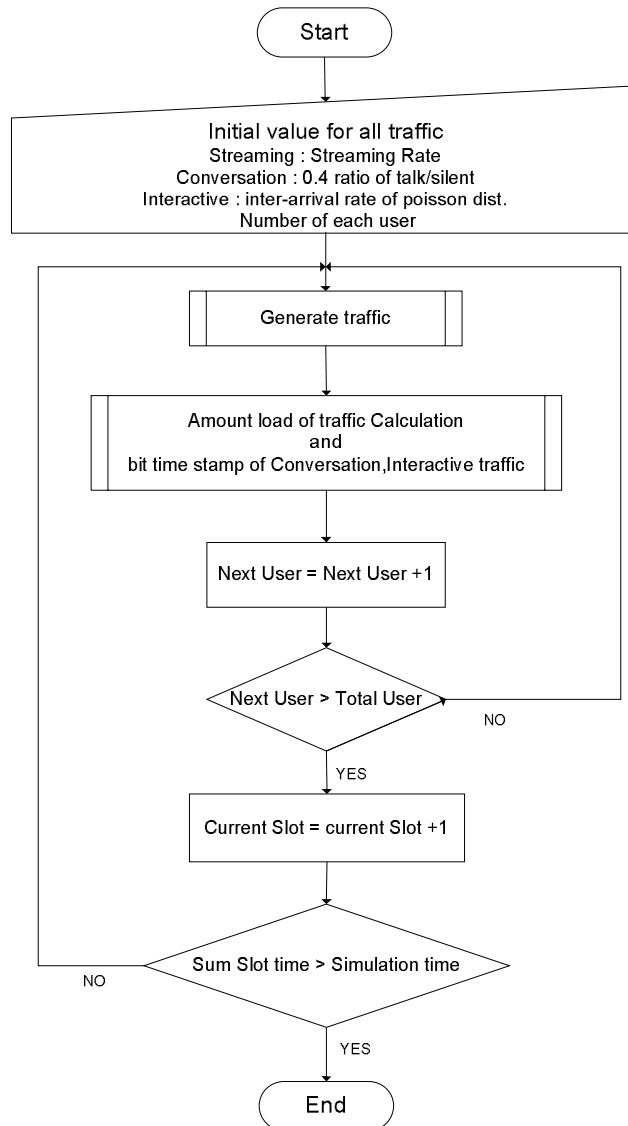 Start
Initial value for all traffic
Streaming : Streaming Rate
Conversation : 0.4 ratio of talk/silent
Interactive : inter-arrival rate of poisson dist.
Number of each user
Generate traffic
Amount load of traffic Calculation
and
bit time stamp of Conversation,Interactive traffic
Next User = Next User +1
Next User > Total User
NO
YES
Current Slot = current Slot +1
Sum Slot time > Simulation time
NO
YES
End